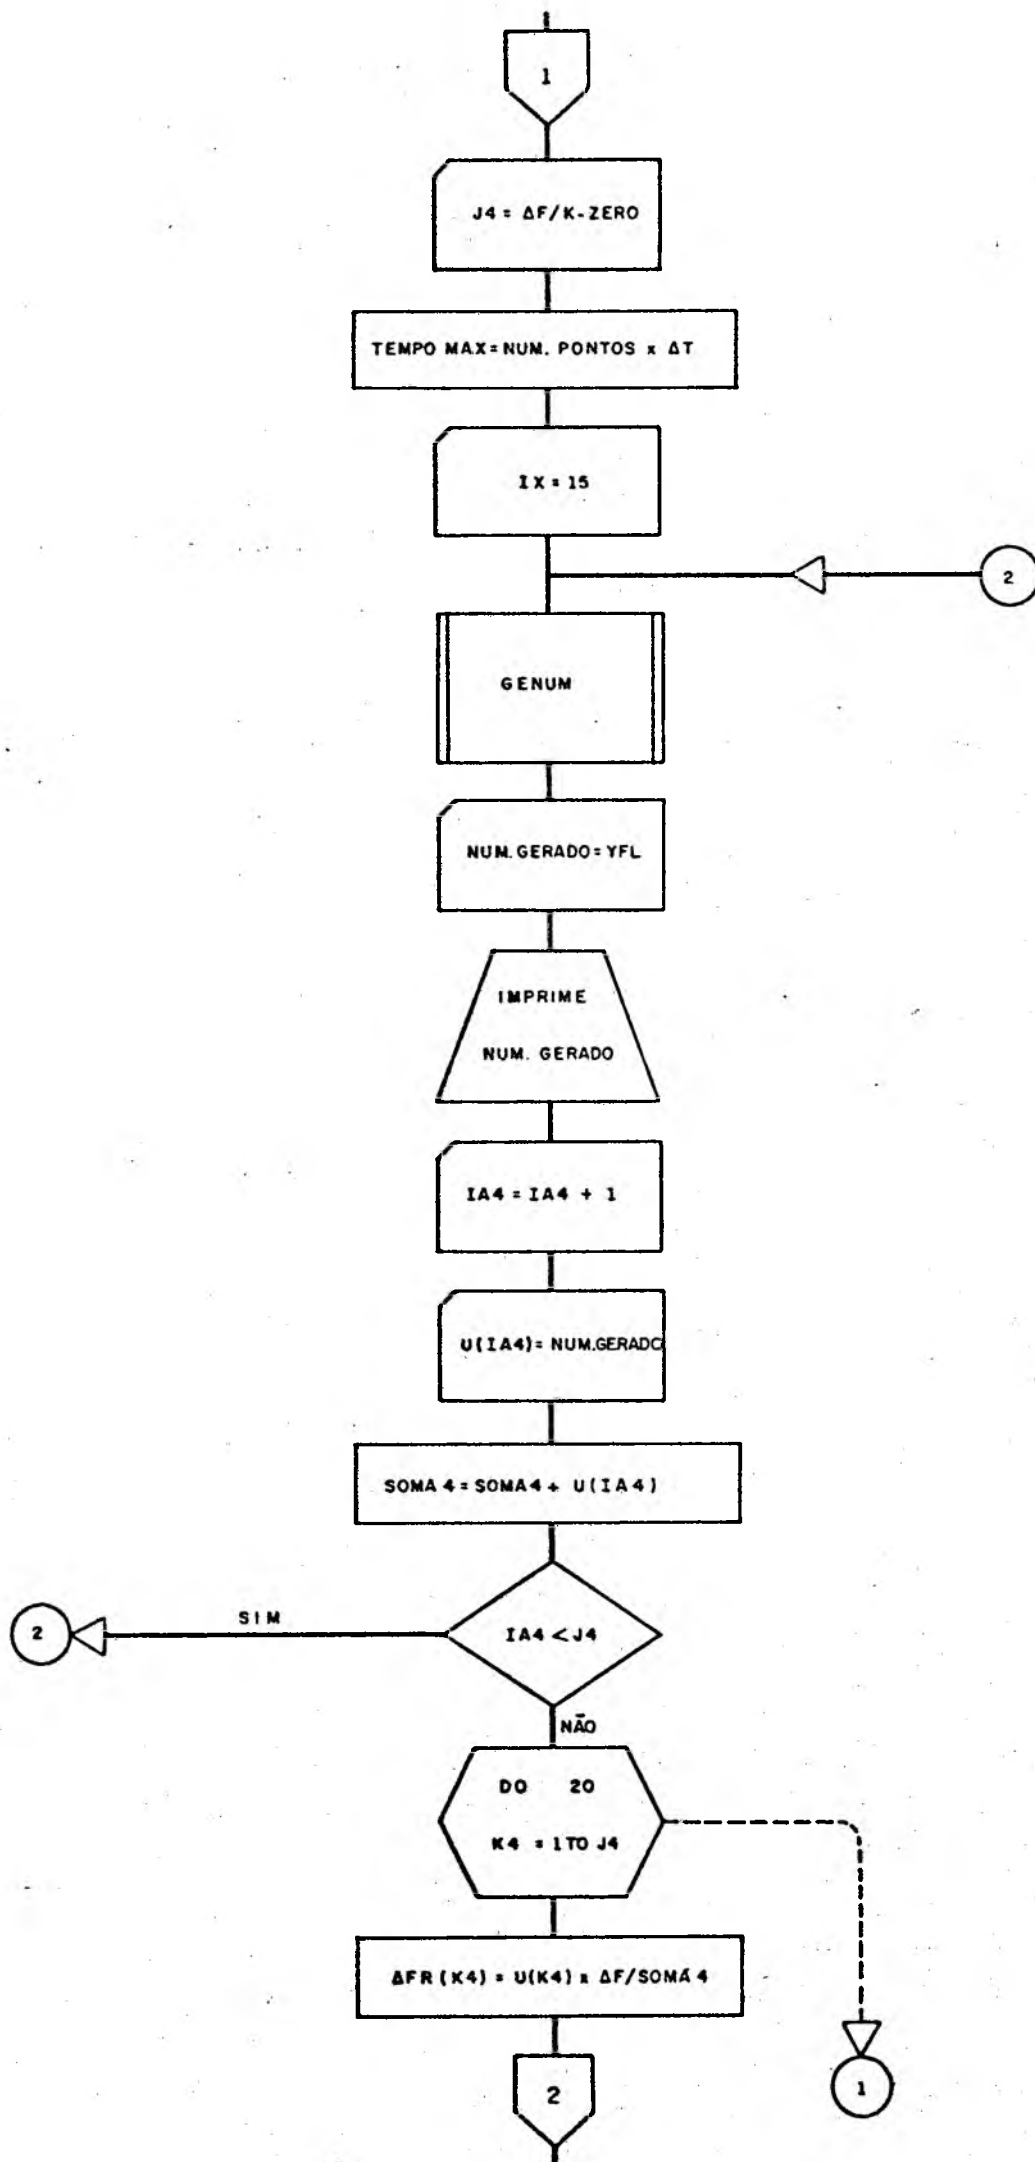 1
J4 = ΔF/K-ZERO
TEMPO MAX = NUM. PONTOS x ΔT
IX = 15
2
GENUM
NUM. GERADO = YFL
IMPRIME
NUM. GERADO
IA4 = IA4 + 1
U(IA4) = NUM.GERADO
SOMA 4 = SOMA4 + U(IA4)
2
SIM
IA4 < J4
NÃO
DO 20
K4 = 1 TO J4
ΔFR (K4) = U(K4) x ΔF/SOMA 4
2
1